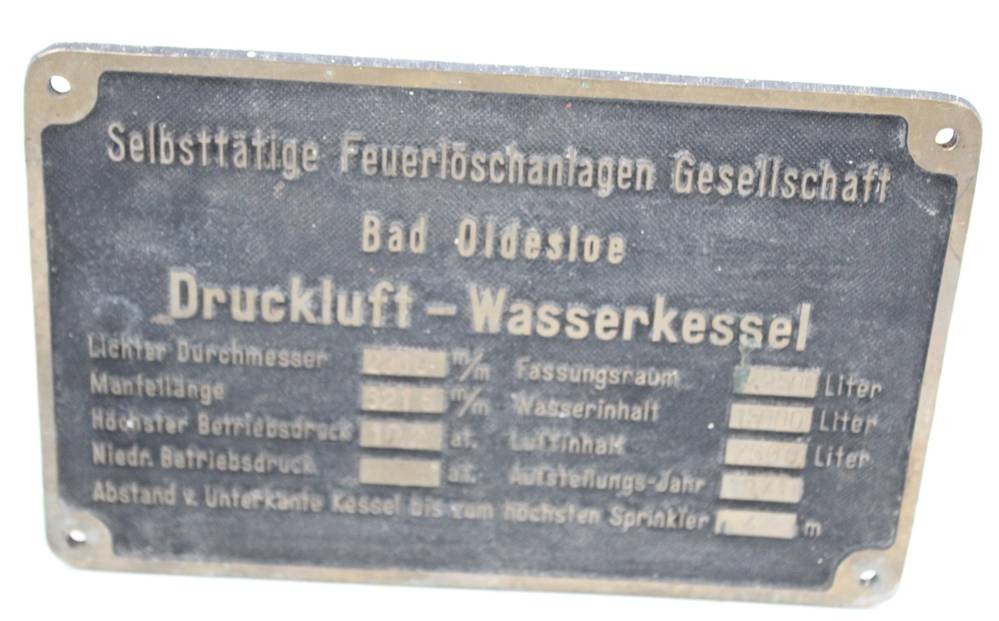 Selbsttätige Feuerlöschanlagen Gesellschaft
Bad Oldesloe
Druckluft – Wasserkessel
Lichter Durchmesser m/m Fassungsraum Liter
Mantellänge m/m Wasserinhalt Liter
Höchster Betriebsdruck at. Luftinhalt Liter
Niedr. Betriebsdruck at. Aufstellungs-Jahr
Abstand v. Unterkante Kessel bis zum höchsten Sprinkler m